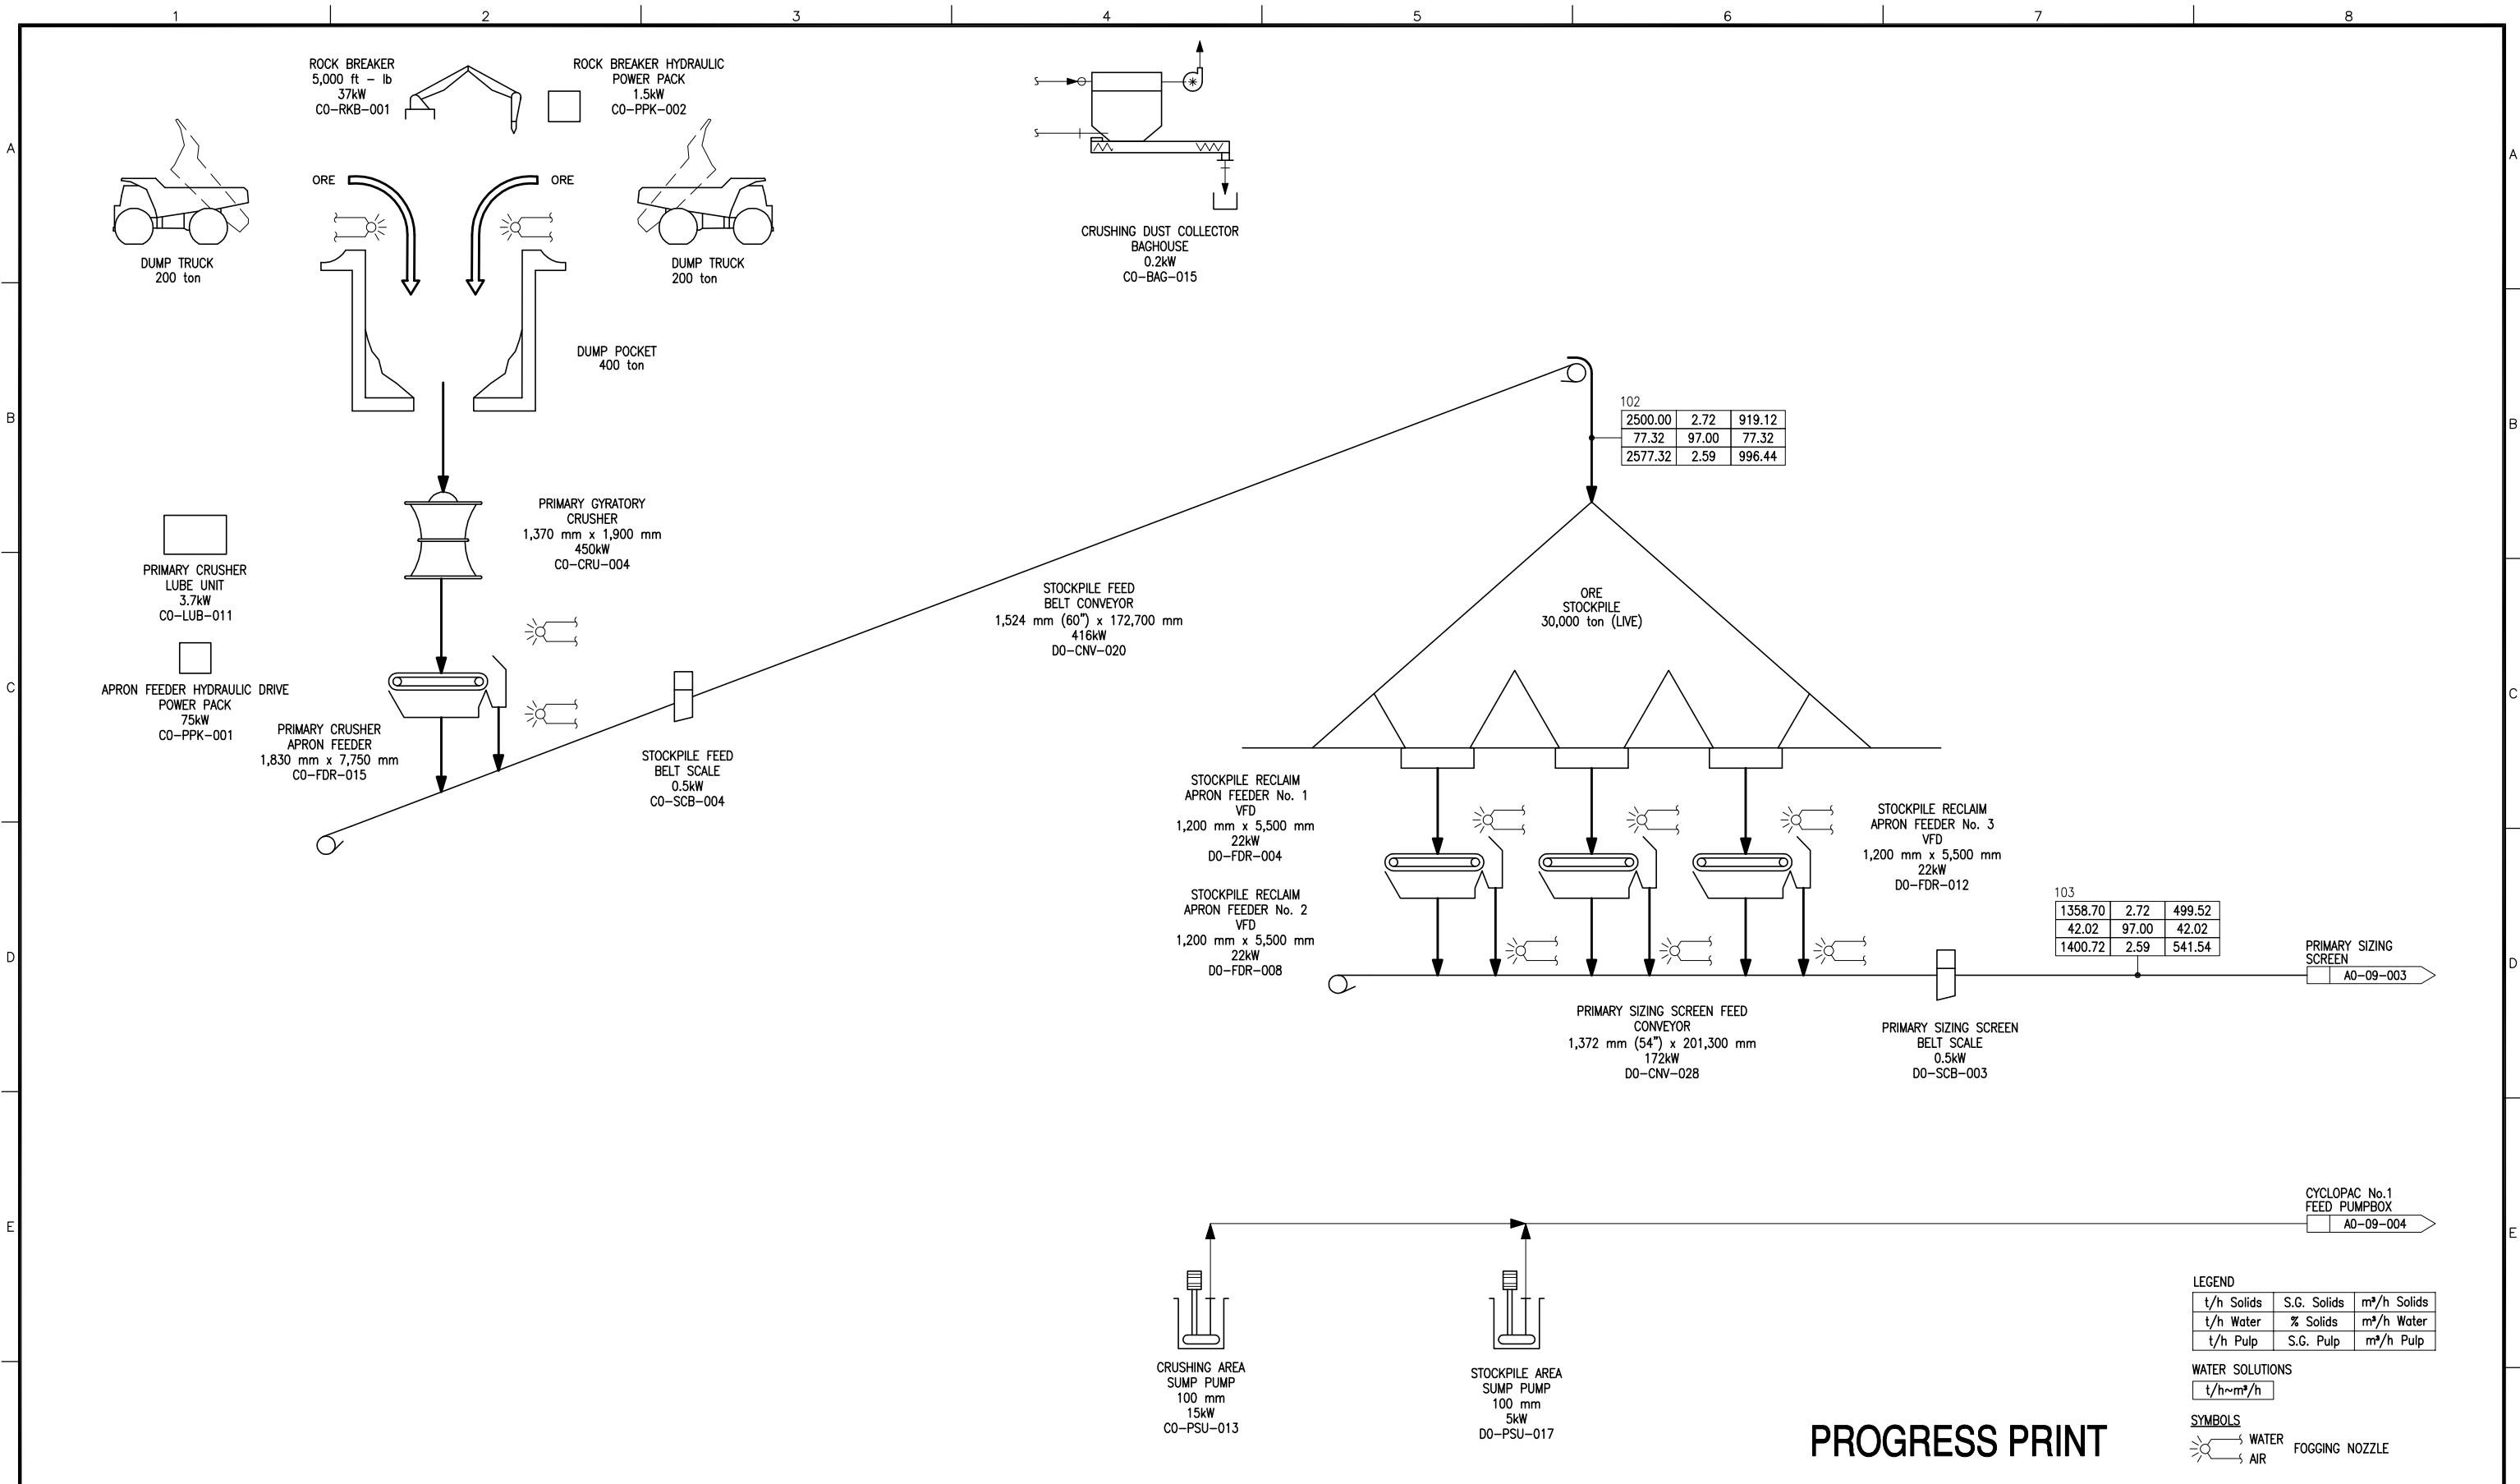 1 2 3 4 5 6 7 8
A
A
B
B
C
C
D
D
E
E
ROCK BREAKER
5,000 ft - lb
37kW
CO-RKB-001
ROCK BREAKER HYDRAULIC
POWER PACK
1.5kW
CO-PPK-002
ORE
ORE
DUMP TRUCK
200 ton
DUMP TRUCK
200 ton
CRUSHING DUST COLLECTOR
BAGHOUSE
0.2kW
CO-BAG-015
DUMP POCKET
400 ton
102
2500.00 2.72 919.12
77.32 97.00 77.32
2577.32 2.59 996.44
PRIMARY GYRATORY
CRUSHER
1,370 mm x 1,900 mm
450kW
CO-CRU-004
PRIMARY CRUSHER
LUBE UNIT
3.7kW
CO-LUB-011
APRON FEEDER HYDRAULIC DRIVE
POWER PACK
75kW
CO-PPK-001
PRIMARY CRUSHER
APRON FEEDER
1,830 mm x 7,750 mm
CO-FDR-015
STOCKPILE FEED
BELT CONVEYOR
1,524 mm (60") x 172,700 mm
416kW
DO-CNV-020
STOCKPILE FEED
BELT SCALE
0.5kW
CO-SCB-004
ORE
STOCKPILE
30,000 ton (LIVE)
STOCKPILE RECLAIM
APRON FEEDER No. 1
VFD
1,200 mm x 5,500 mm
22kW
DO-FDR-004
STOCKPILE RECLAIM
APRON FEEDER No. 2
VFD
1,200 mm x 5,500 mm
22kW
DO-FDR-008
STOCKPILE RECLAIM
APRON FEEDER No. 3
VFD
1,200 mm x 5,500 mm
22kW
DO-FDR-012
103
1358.70 2.72 499.52
42.02 97.00 42.02
1400.72 2.59 541.54
PRIMARY SIZING
SCREEN
AO-09-003
PRIMARY SIZING SCREEN FEED
CONVEYOR
1,372 mm (54") x 201,300 mm
172kW
DO-CNV-028
PRIMARY SIZING SCREEN
BELT SCALE
0.5kW
DO-SCB-003
CYCLOPAC No.1
FEED PUMPBOX
AO-09-004
CRUSHING AREA
SUMP PUMP
100 mm
15kW
CO-PSU-013
STOCKPILE AREA
SUMP PUMP
100 mm
5kW
DO-PSU-017
LEGEND
t/h Solids S.G. Solids m³/h Solids
t/h Water % Solids m³/h Water
t/h Pulp S.G. Pulp m³/h Pulp
WATER SOLUTIONS
t/h~m³/h
SYMBOLS
WATER
AIR
FOGGING NOZZLE
PROGRESS PRINT